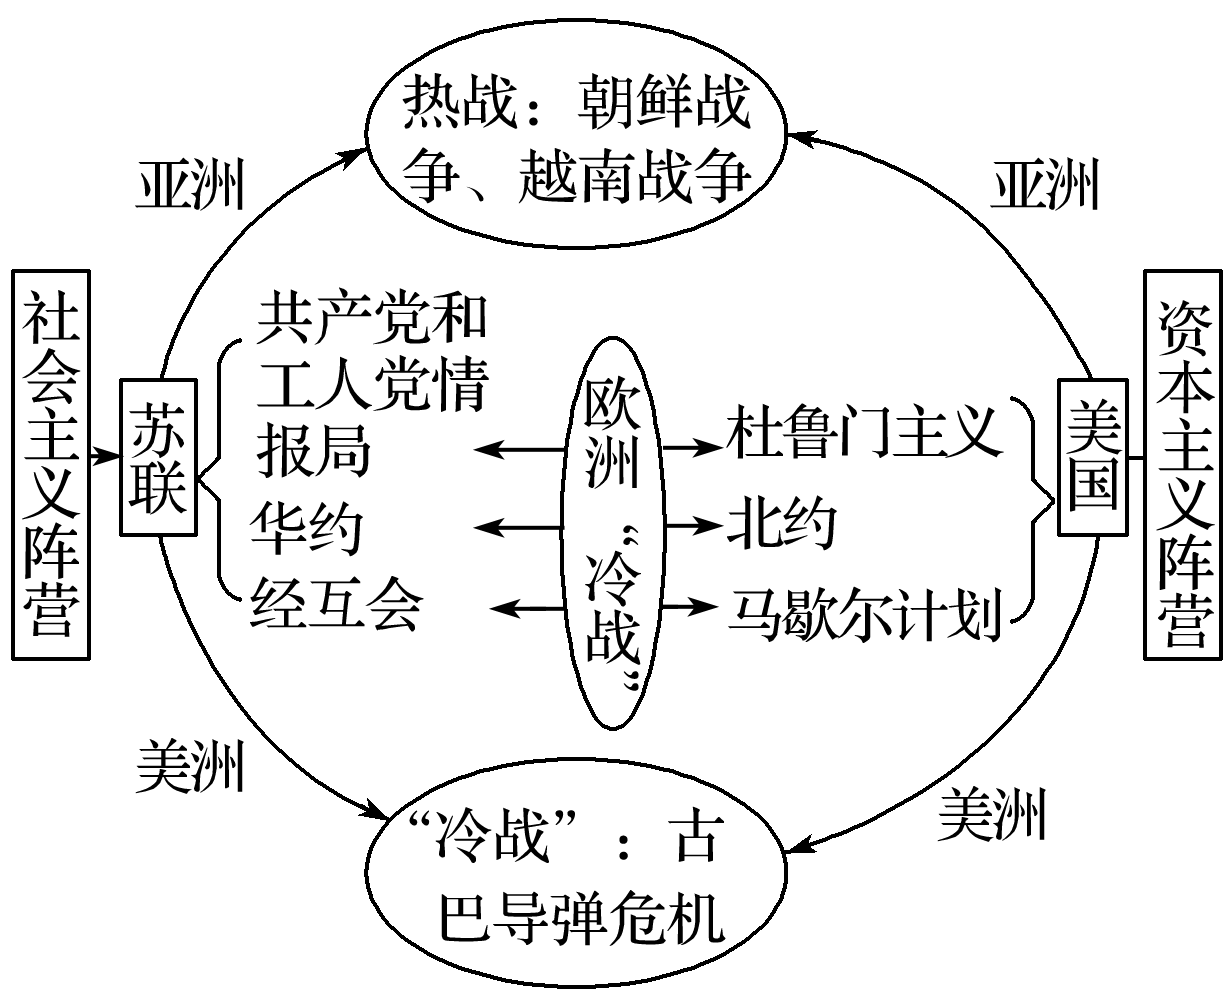 热战：朝鲜战
争、越南战争
亚洲
亚洲
社会主义阵营
苏联
共产党和
工人党情
报局
华约
经互会
欧洲“冷战”
杜鲁门主义
北约
马歇尔计划
美国
资本主义阵营
美洲
美洲
“冷战”：古
巴导弹危机